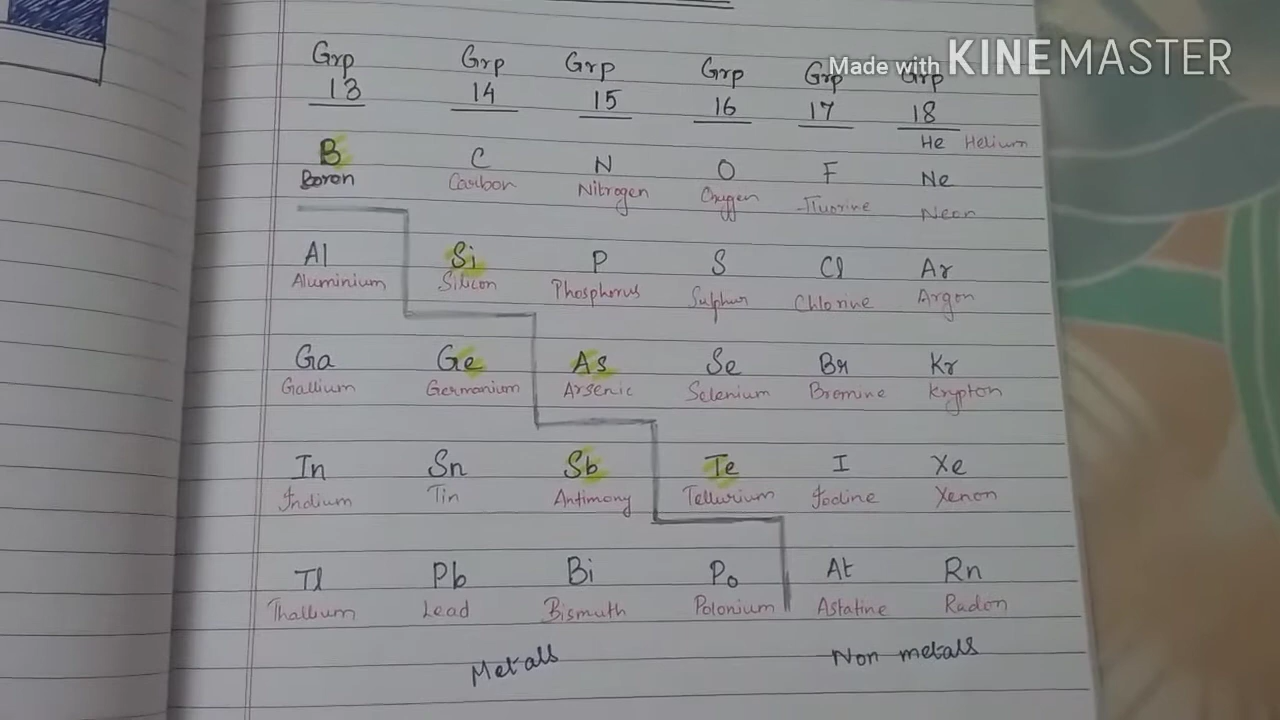 Made with KINEMASTER
Grp Grp Grp Grp Grp Grp
13 14 15 16 17 18
He Helium
B C N O F Ne
Boron Carbon Nitrogen Oxygen Fluorine Neon
Al Si P S Cl Ar
Aluminium Silicon Phosphorus Sulphur Chlorine Argon
Ga Ge As Se Br Kr
Gallium Germanium Arsenic Selenium Bromine Krypton
In Sn Sb Te I Xe
Indium Tin Antimony Tellurium Iodine Xenon
Tl Pb Bi Po At Rn
Thallium Lead Bismuth Polonium Astatine Radon
Metals Non metals